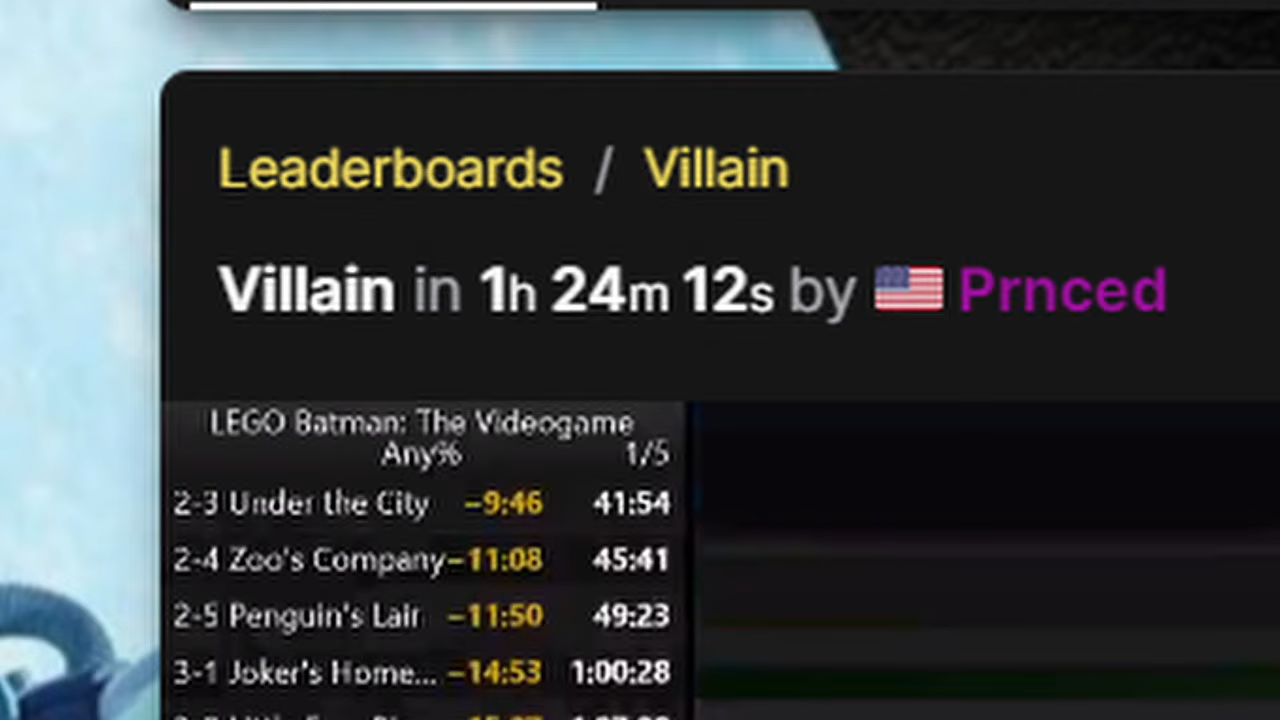 Leaderboards / Villain
Villain in 1h 24m 12s by Prnced
LEGO Batman: The Videogame
Any% 1/5
2-3 Under the City −9:46 41:54
2-4 Zoo's Company −11:08 45:41
2-5 Penguin's Lair −11:50 49:23
3-1 Joker's Home... −14:53 1:00:28